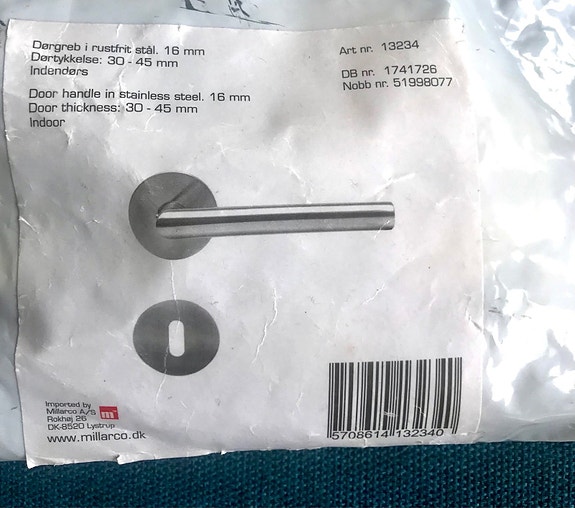 Dørgreb i rustfrit stål. 16 mm
Dørtykkelse: 30 - 45 mm
Indendørs
Door handle in stainless steel. 16 mm
Door thickness: 30 - 45 mm
Indoor
Art nr. 13234
DB nr. 1741726
Nobb nr. 51998077
Imported by
Millarco A/S
Rokhøj 26
DK-8520 Lystrup
www.millarco.dk
m
5708614 132340